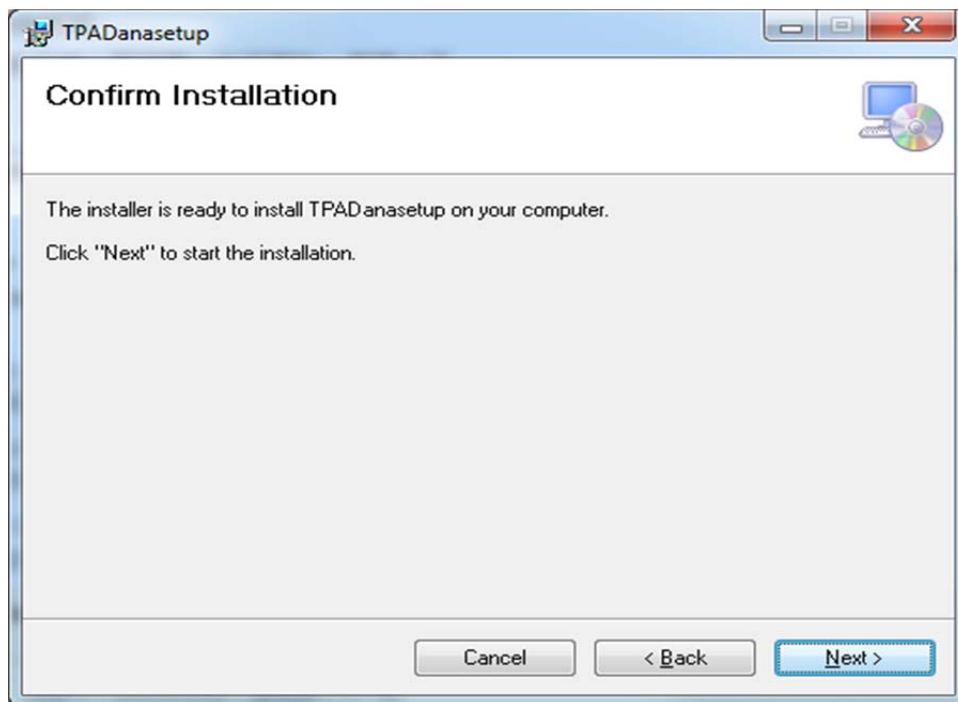 TPADanasetup
Confirm Installation
The installer is ready to install TPADanasetup on your computer.
Click "Next" to start the installation.
Cancel
< Back
Next >